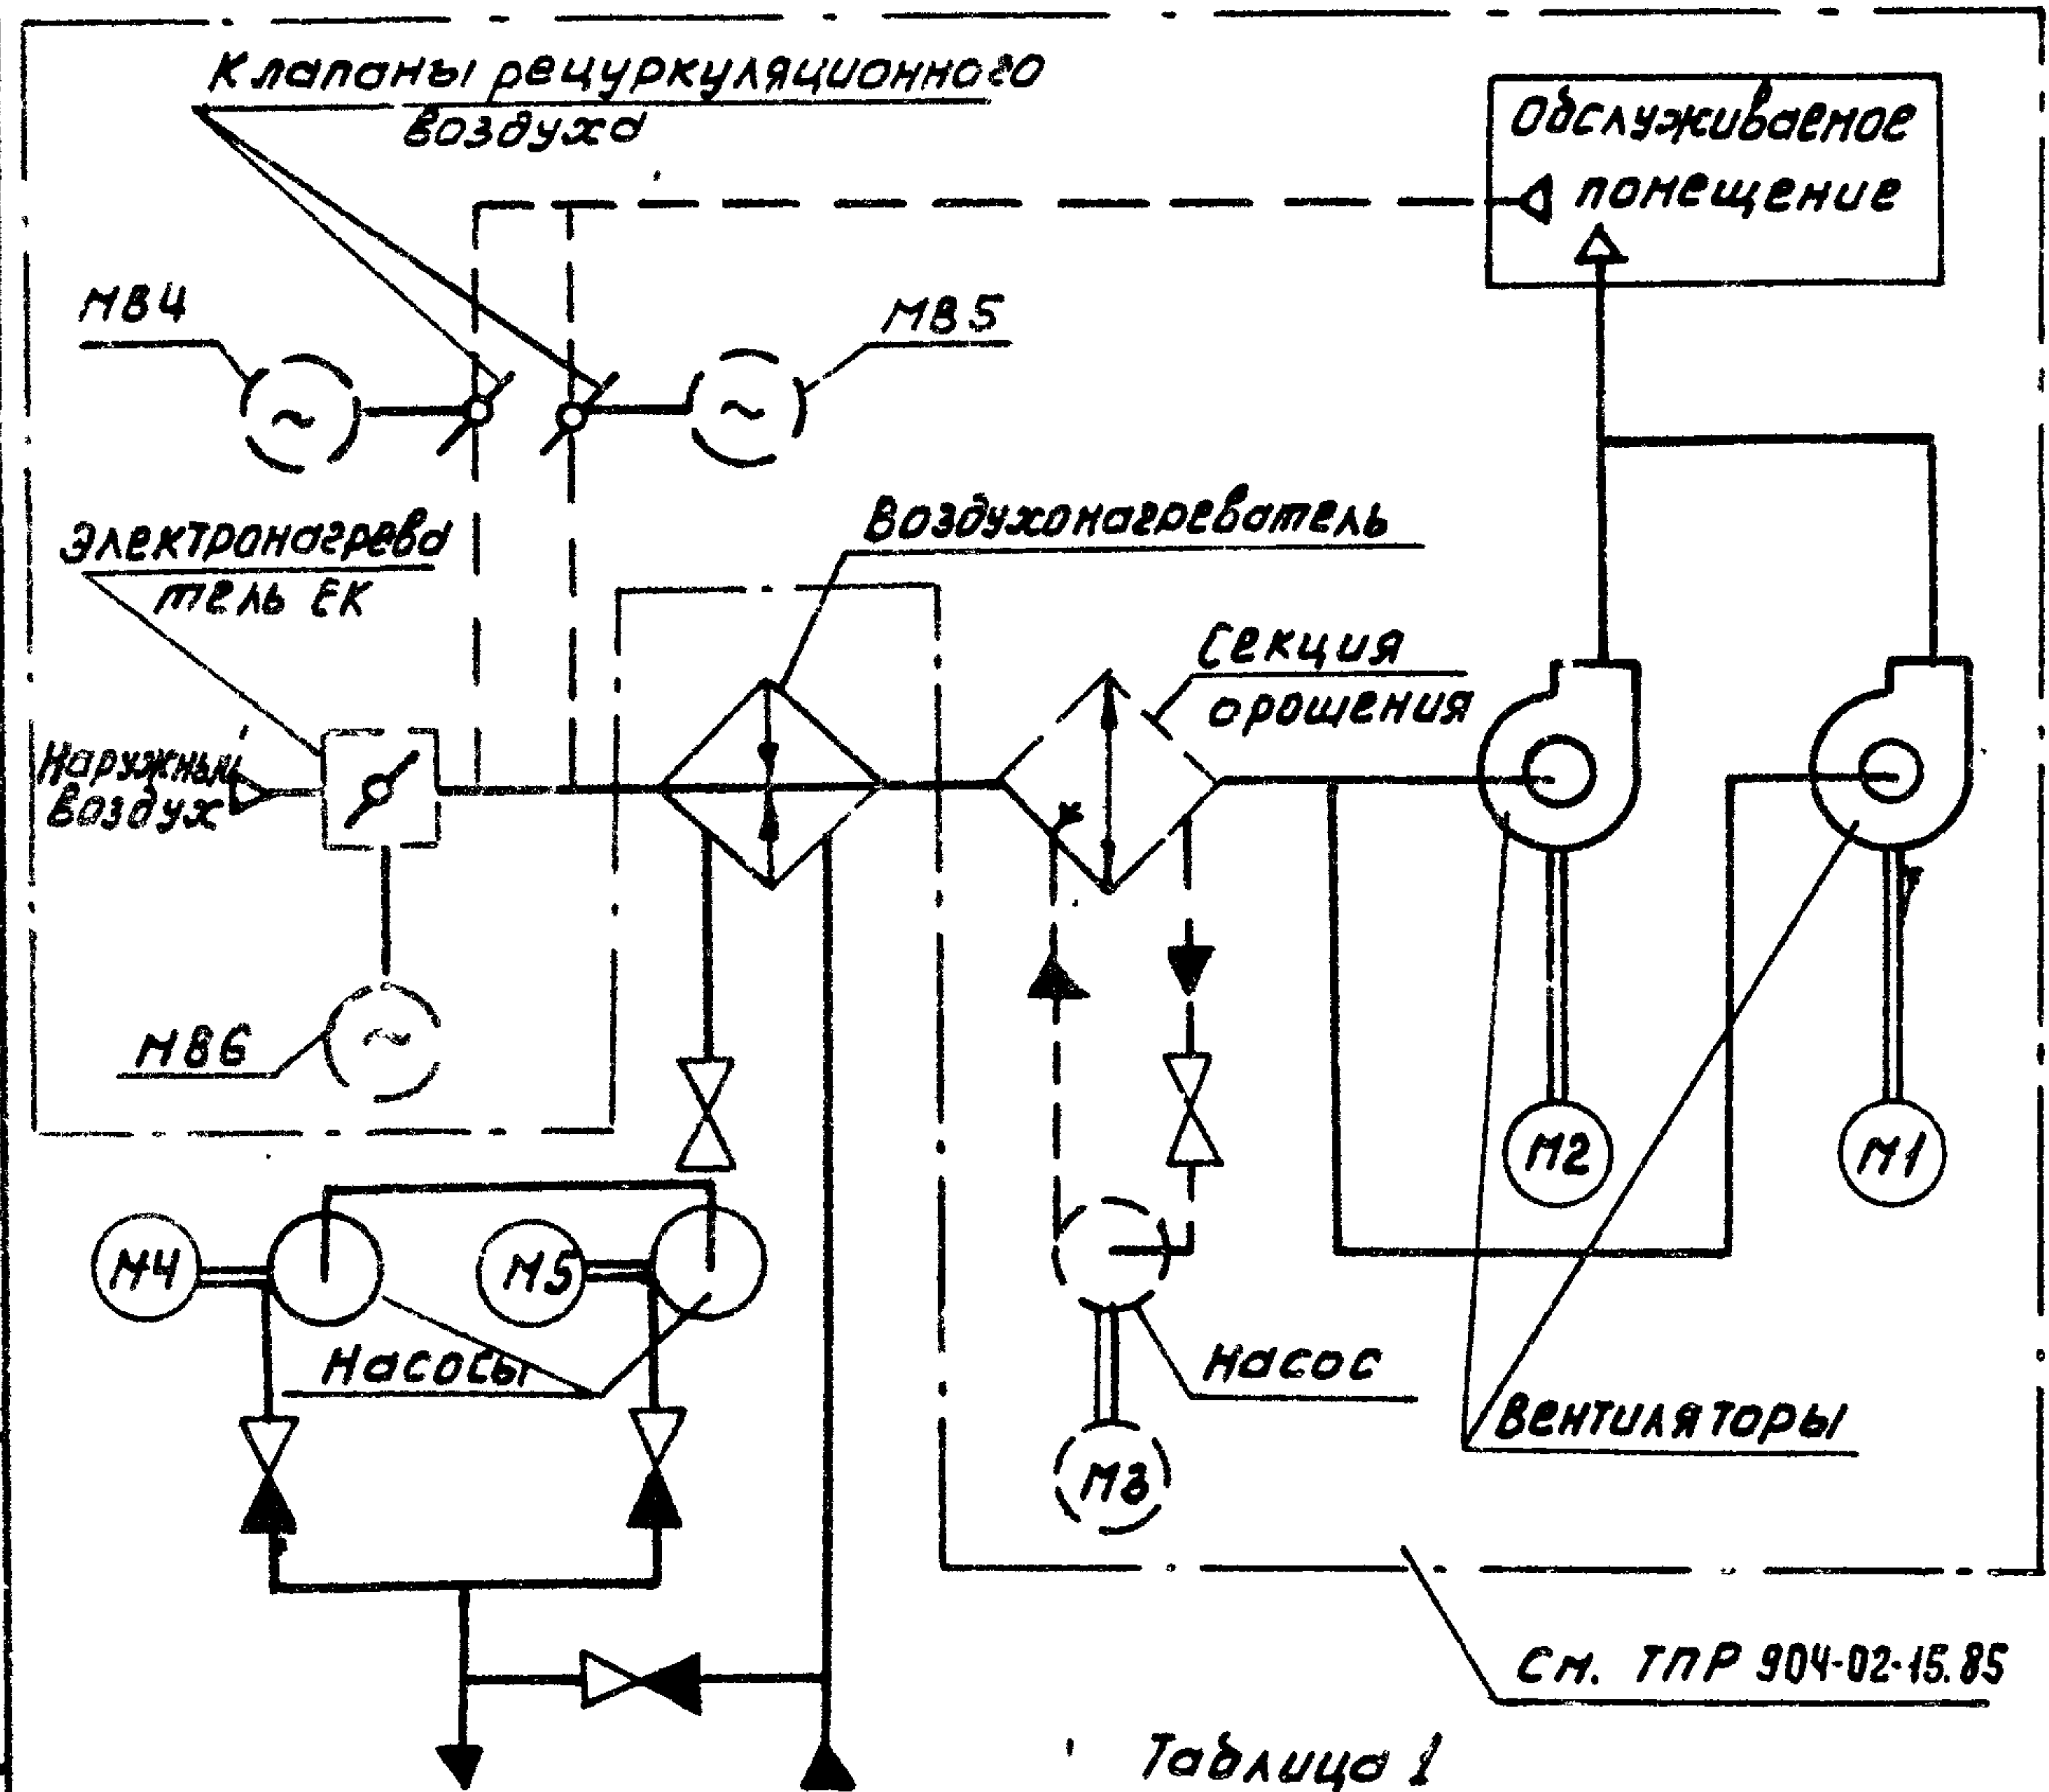 Клапаны рецуркуляционного
воздуха
Обслуживаемое
помещение
МВ4
МВ5
Электронагрева
тель ЕК
Воздухонагреватель
Секция
орошения
Наружный
воздух
~
~
МВ6
~
М2
М1
М4
М5
Насосы
Насос
М3
Вентиляторы
См. ТПР 904-02-15.85
Таблица 1